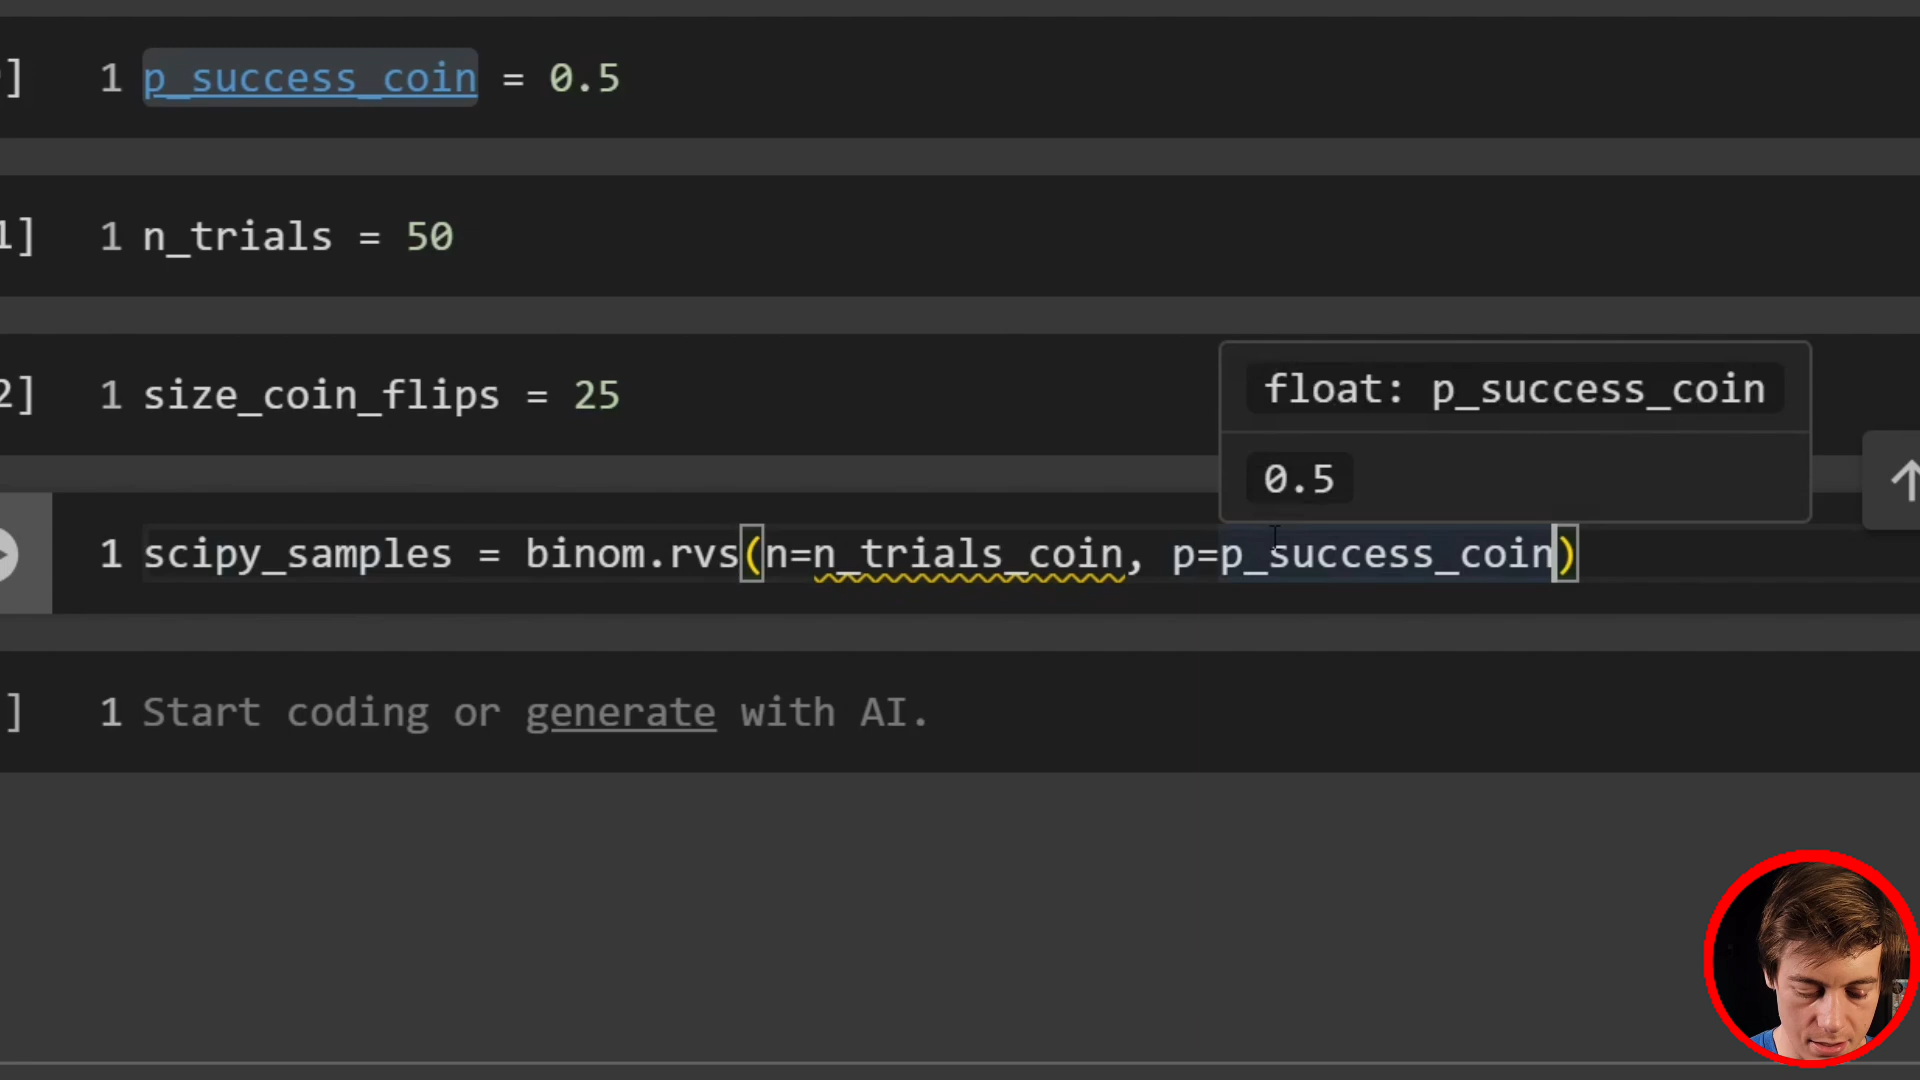 ] 1 p_success_coin = 0.5
1] 1 n_trials = 50
2] 1 size_coin_flips = 25
float: p_success_coin
0.5
1 scipy_samples = binom.rvs(n=n_trials_coin, p=p_success_coin)
] 1 Start coding or generate with AI.